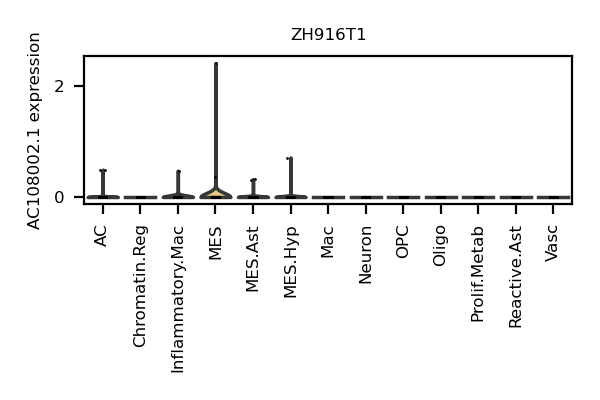 ZH916T1
AC108002.1 expression
2
0
AC
Chromatin.Reg
Inflammatory.Mac
MES
MES.Ast
MES.Hyp
Mac
Neuron
OPC
Oligo
Prolif.Metab
Reactive.Ast
Vasc